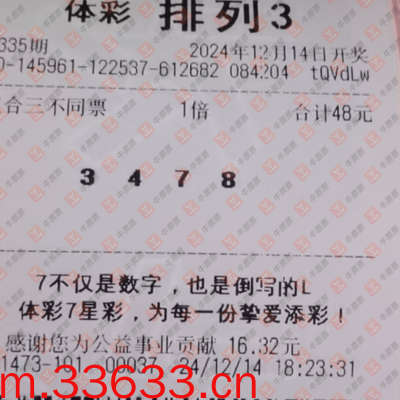 体彩 排列3
335期 2024年12月14日开奖
0-145961-122537-612682 084204 tQVdLw
合三不同票 1倍 合计48元
3 4 7 8
7不仅是数字，也是倒写的L
体彩7星彩，为每一份挚爱添彩！
感谢您为公益事业贡献 16.32元
1473-101 00037 24/12/14 18:23:31
m.33633.cn